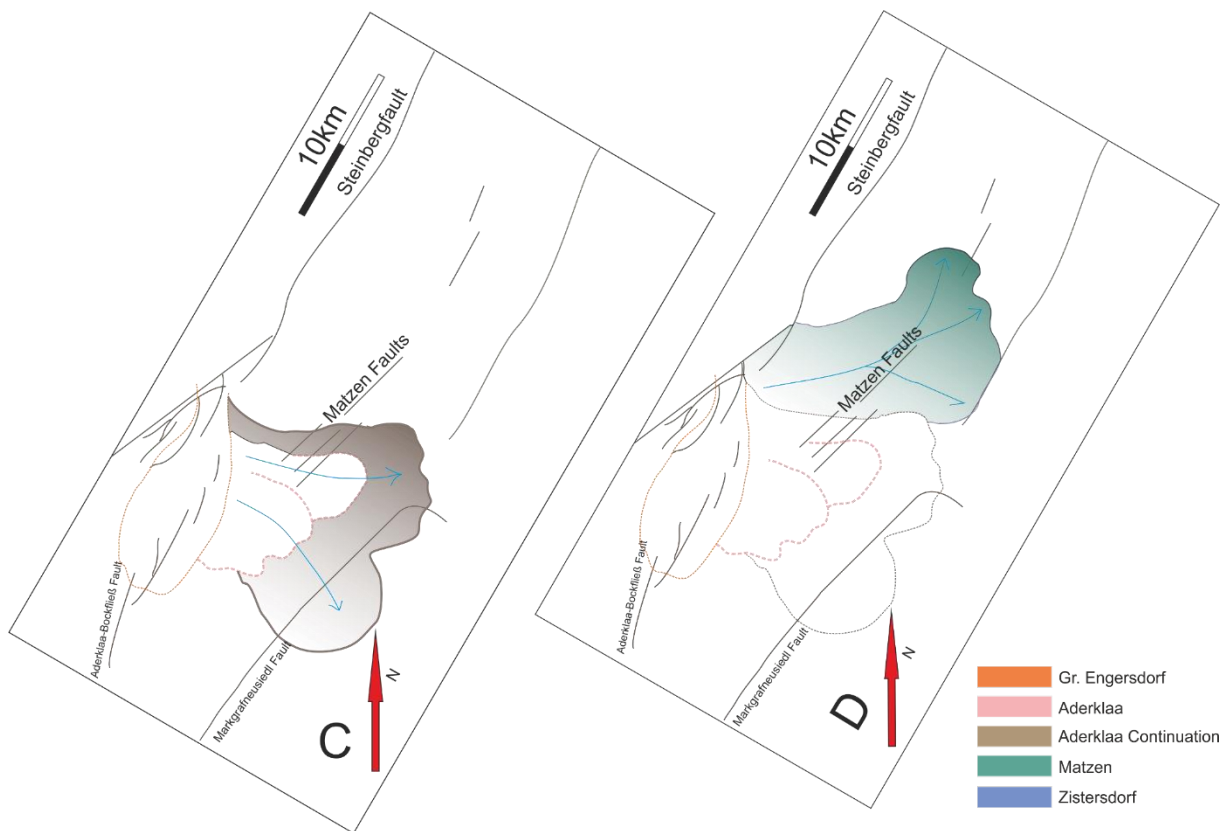 10km
Steinbergfault
Matzen Faults
Aderklaa-Bockfließ Fault
Markgrafneusiedl Fault
N
C
10km
Steinbergfault
Matzen Faults
Aderklaa-Bockfließ Fault
Markgrafneusiedl Fault
N
D
Gr. Engersdorf
Aderklaa
Aderklaa Continuation
Matzen
Zistersdorf